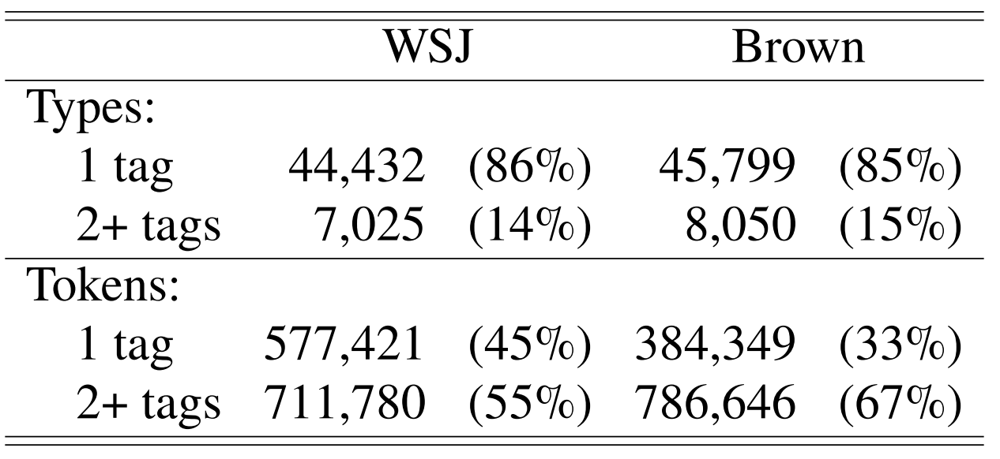 WSJ Brown
Types:
1 tag 44,432 (86%) 45,799 (85%)
2+ tags 7,025 (14%) 8,050 (15%)
Tokens:
1 tag 577,421 (45%) 384,349 (33%)
2+ tags 711,780 (55%) 786,646 (67%)